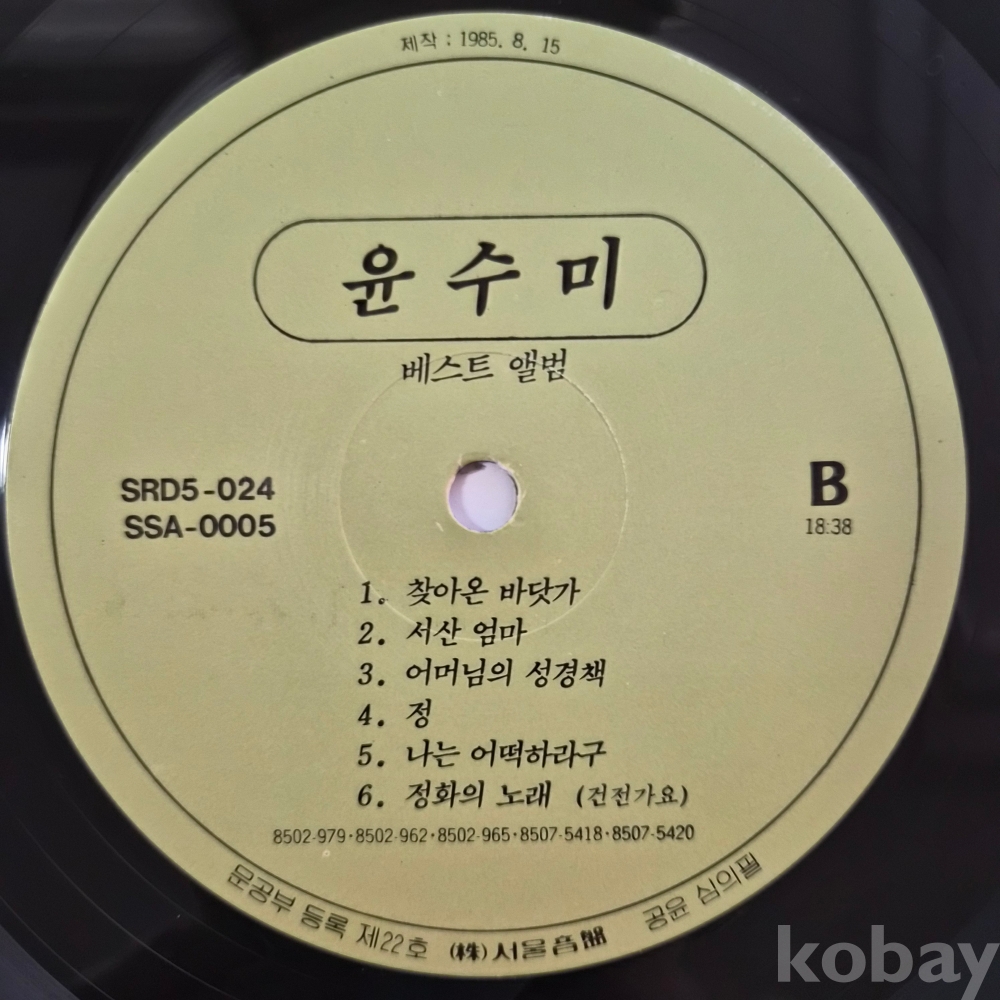 제작 : 1985. 8. 15
윤수미
베스트 앨범
SRD5-024
SSA-0005
B
18:38
1. 찾아온 바닷가
2. 서산 엄마
3. 어머님의 성경책
4. 정
5. 나는 어떡하라구
6. 정화의 노래 (건전가요)
8502-979·8502-962·8502-965·8507-5418·8507-5420
문공부 등록 제22호 (株)서울音盤 공윤 심의필
kobay